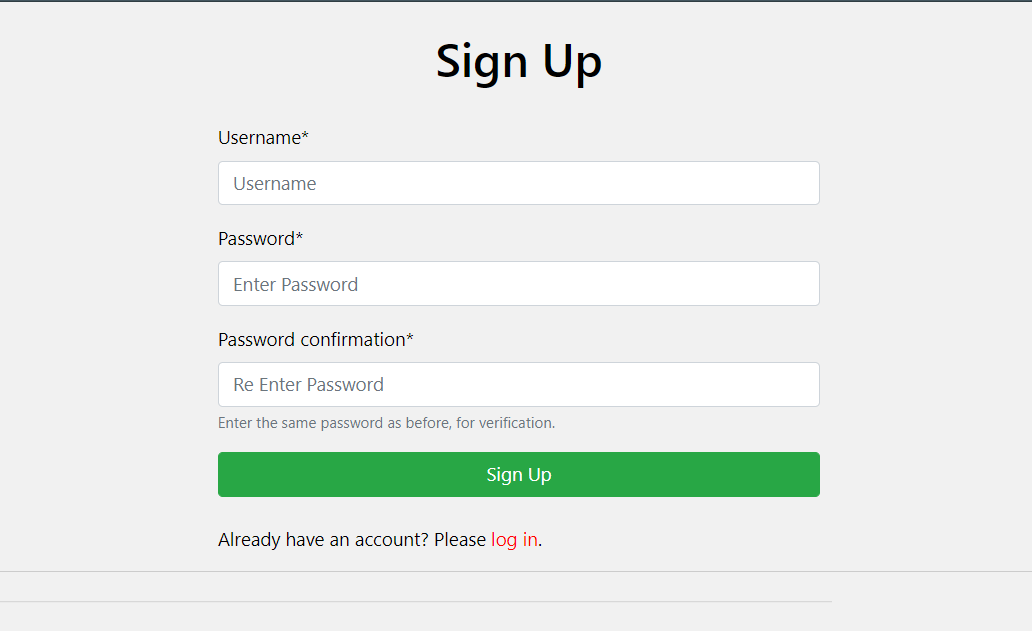 Sign Up
Username*
Username
Password*
Enter Password
Password confirmation*
Re Enter Password
Enter the same password as before, for verification.
Sign Up
Already have an account? Please log in.